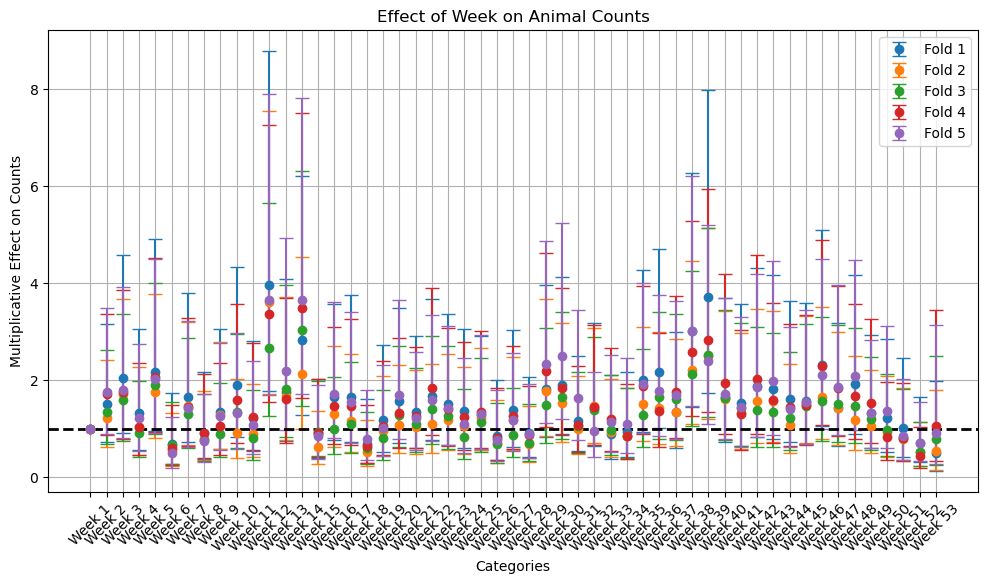 Effect of Week on Animal Counts
Multiplicative Effect on Counts
8
6
4
2
1
0
Fold 1
Fold 2
Fold 3
Fold 4
Fold 5
Week 1
Week 2
Week 3
Week 4
Week 5
Week 6
Week 7
Week 8
Week 9
Week 10
Week 11
Week 12
Week 13
Week 14
Week 15
Week 16
Week 17
Week 18
Week 19
Week 20
Week 21
Week 22
Week 23
Week 24
Week 25
Week 26
Week 27
Week 28
Week 29
Week 30
Week 31
Week 32
Week 33
Week 34
Week 35
Week 36
Week 37
Week 38
Week 39
Week 40
Week 41
Week 42
Week 43
Week 44
Week 45
Week 46
Week 47
Week 48
Week 49
Week 50
Week 51
Week 52
Week 53
Categories